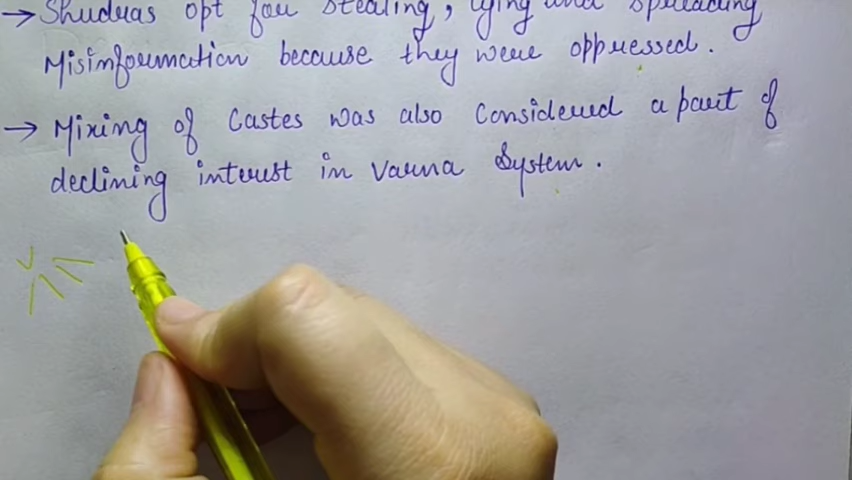 → Shudras opt for stealing, lying and spreading
Misinformation because they were oppressed.
→ Mixing of Castes was also Considered a part of
declining interest in Varna System.